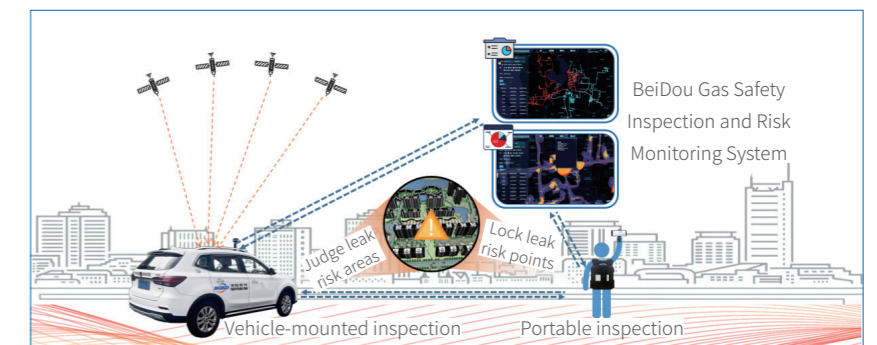 BeiDou Gas Safety
Inspection and Risk
Monitoring System
Judge leak
risk areas
Lock leak
risk points
Vehicle-mounted inspection
Portable inspection